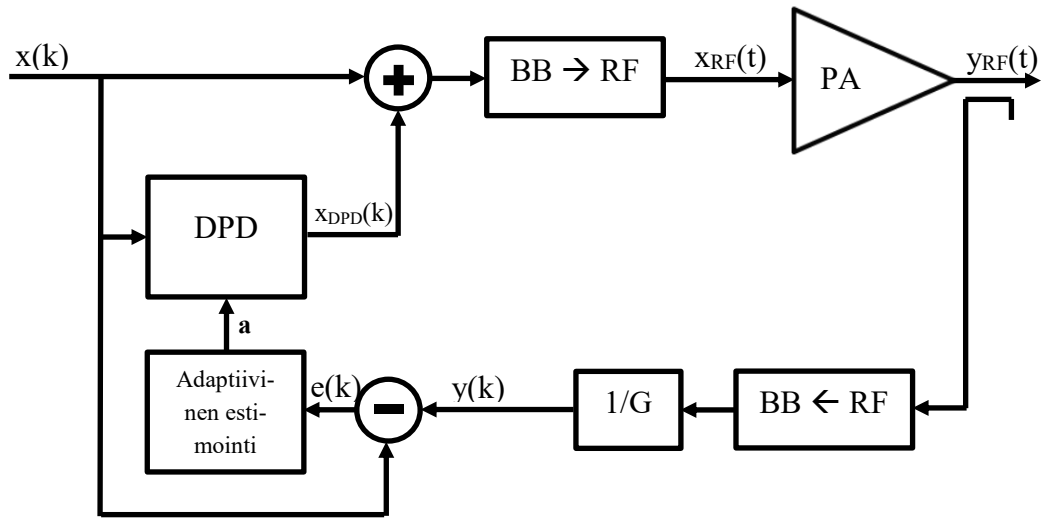 x(k)
BB → RF
xRF(t)
PA
yRF(t)
DPD
xDPD(k)
a
Adaptiivi-
nen esti-
mointi
e(k)
y(k)
1/G
BB ← RF